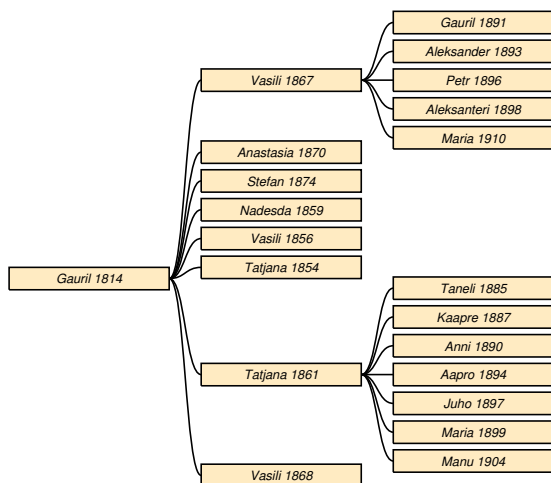 Gauril 1814
Vasili 1867
Gauril 1891
Aleksander 1893
Petr 1896
Aleksanteri 1898
Maria 1910
Anastasia 1870
Stefan 1874
Nadesda 1859
Vasili 1856
Tatjana 1854
Tatjana 1861
Taneli 1885
Kaapre 1887
Anni 1890
Aapro 1894
Juho 1897
Maria 1899
Manu 1904
Vasili 1868